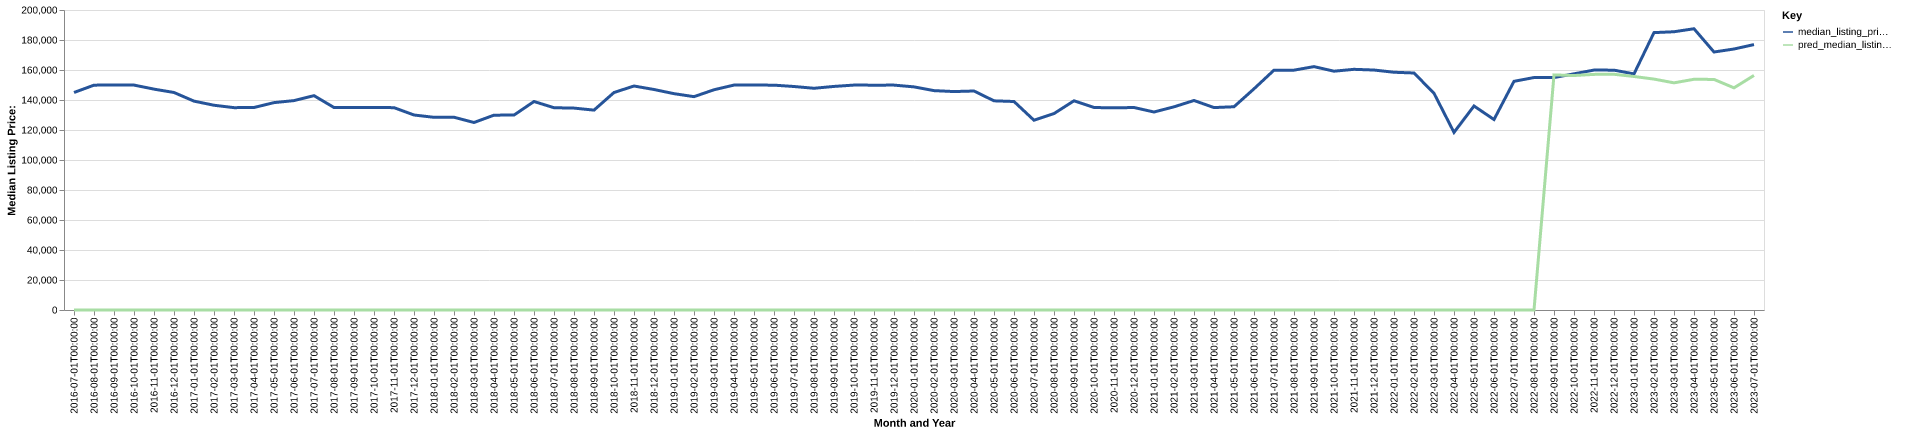 200,000
180,000
160,000
140,000
120,000
100,000
80,000
60,000
40,000
20,000
0
Median Listing Price:
2016-07-01T00:00:00
2016-08-01T00:00:00
2016-09-01T00:00:00
2016-10-01T00:00:00
2016-11-01T00:00:00
2016-12-01T00:00:00
2017-01-01T00:00:00
2017-02-01T00:00:00
2017-03-01T00:00:00
2017-04-01T00:00:00
2017-05-01T00:00:00
2017-06-01T00:00:00
2017-07-01T00:00:00
2017-08-01T00:00:00
2017-09-01T00:00:00
2017-10-01T00:00:00
2017-11-01T00:00:00
2017-12-01T00:00:00
2018-01-01T00:00:00
2018-02-01T00:00:00
2018-03-01T00:00:00
2018-04-01T00:00:00
2018-05-01T00:00:00
2018-06-01T00:00:00
2018-07-01T00:00:00
2018-08-01T00:00:00
2018-09-01T00:00:00
2018-10-01T00:00:00
2018-11-01T00:00:00
2018-12-01T00:00:00
2019-01-01T00:00:00
2019-02-01T00:00:00
2019-03-01T00:00:00
2019-04-01T00:00:00
2019-05-01T00:00:00
2019-06-01T00:00:00
2019-07-01T00:00:00
2019-08-01T00:00:00
2019-09-01T00:00:00
2019-10-01T00:00:00
2019-11-01T00:00:00
2019-12-01T00:00:00
2020-01-01T00:00:00
2020-02-01T00:00:00
2020-03-01T00:00:00
2020-04-01T00:00:00
2020-05-01T00:00:00
2020-06-01T00:00:00
2020-07-01T00:00:00
2020-08-01T00:00:00
2020-09-01T00:00:00
2020-10-01T00:00:00
2020-11-01T00:00:00
2020-12-01T00:00:00
2021-01-01T00:00:00
2021-02-01T00:00:00
2021-03-01T00:00:00
2021-04-01T00:00:00
2021-05-01T00:00:00
2021-06-01T00:00:00
2021-07-01T00:00:00
2021-08-01T00:00:00
2021-09-01T00:00:00
2021-10-01T00:00:00
2021-11-01T00:00:00
2021-12-01T00:00:00
2022-01-01T00:00:00
2022-02-01T00:00:00
2022-03-01T00:00:00
2022-04-01T00:00:00
2022-05-01T00:00:00
2022-06-01T00:00:00
2022-07-01T00:00:00
2022-08-01T00:00:00
2022-09-01T00:00:00
2022-10-01T00:00:00
2022-11-01T00:00:00
2022-12-01T00:00:00
2023-01-01T00:00:00
2023-02-01T00:00:00
2023-03-01T00:00:00
2023-04-01T00:00:00
2023-05-01T00:00:00
2023-06-01T00:00:00
2023-07-01T00:00:00
Month and Year
Key
median_listing_pri…
pred_median_listin…